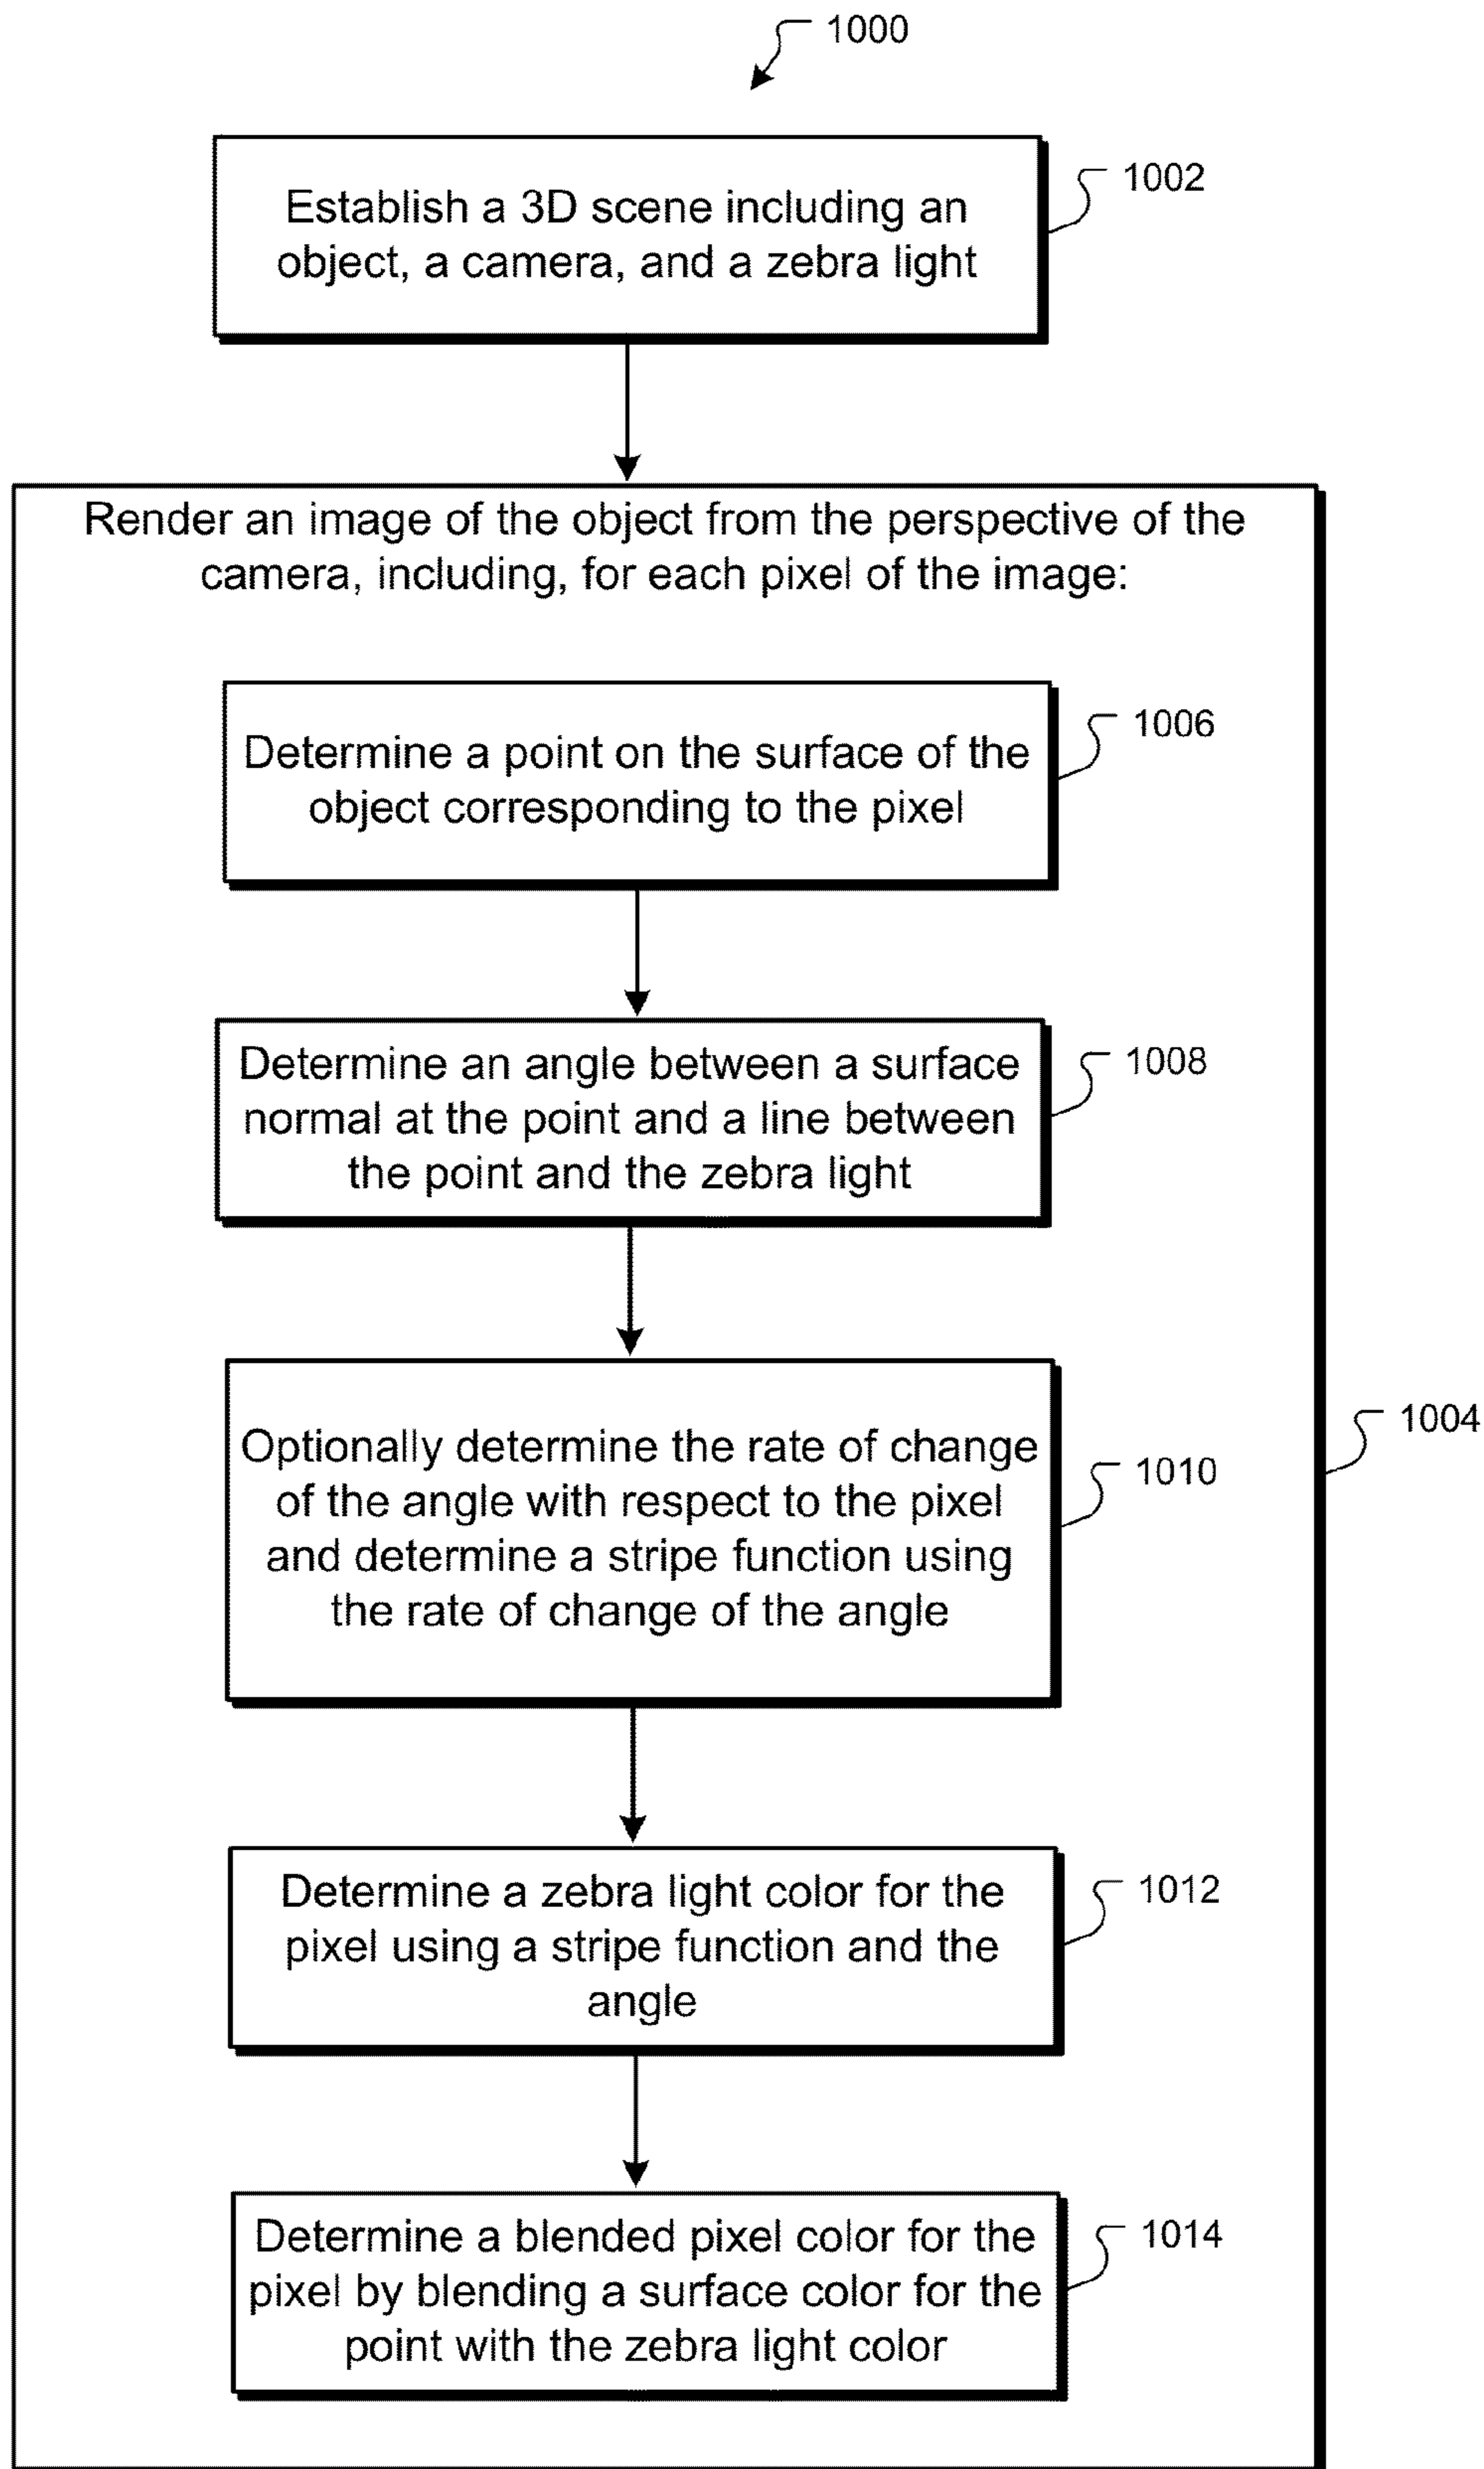 1000
Establish a 3D scene including an
object, a camera, and a zebra light
1002
Render an image of the object from the perspective of the
camera, including, for each pixel of the image:
Determine a point on the surface of the
object corresponding to the pixel
1006
Determine an angle between a surface
normal at the point and a line between
the point and the zebra light
1008
Optionally determine the rate of change
of the angle with respect to the pixel
and determine a stripe function using
the rate of change of the angle
1010
1004
Determine a zebra light color for the
pixel using a stripe function and the
angle
1012
Determine a blended pixel color for the
pixel by blending a surface color for the
point with the zebra light color
1014